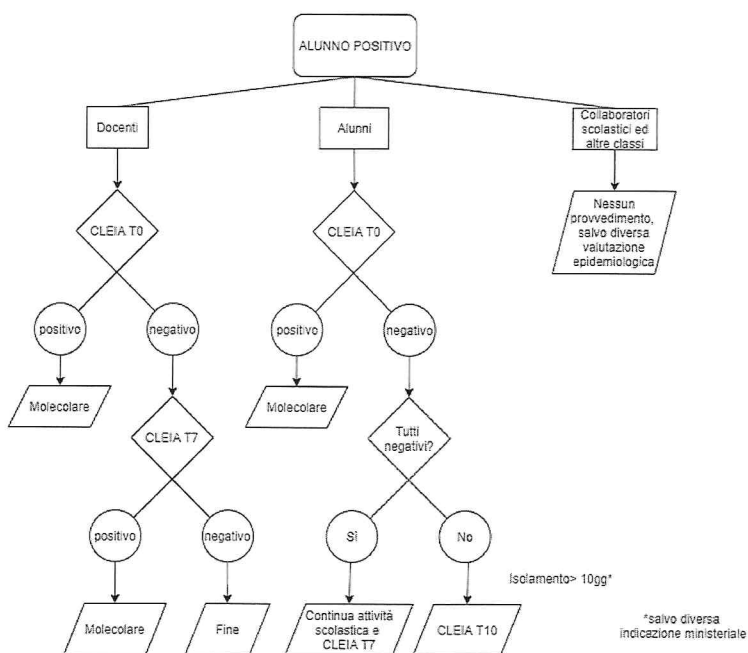 ALUNNO POSITIVO
Docenti
Alunni
Collaboratori
scolastici ed
altre classi
CLEIA T0
CLEIA T0
Nessun
provvedimento,
salvo diversa
valutazione
epidemiologica
positivo
negativo
positivo
negativo
Molecolare
CLEIA T7
Molecolare
Tutti
negativi?
positivo
negativo
Sì
No
Isolamento> 10gg*
Molecolare
Fine
Continua attività
scolastica e
CLEIA T7
CLEIA T10
*salvo diversa
indicazione ministeriale